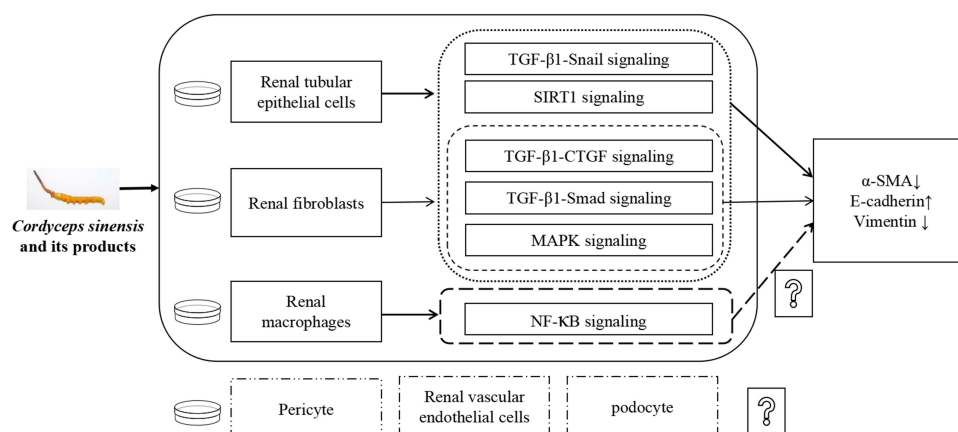 Cordyceps sinensis
and its products
Renal tubular
epithelial cells
Renal fibroblasts
Renal
macrophages
TGF-β1-Snail signaling
SIRT1 signaling
TGF-β1-CTGF signaling
TGF-β1-Smad signaling
MAPK signaling
NF-κB signaling
α-SMA↓
E-cadherin↑
Vimentin ↓
?
Pericyte
Renal vascular
endothelial cells
podocyte
?